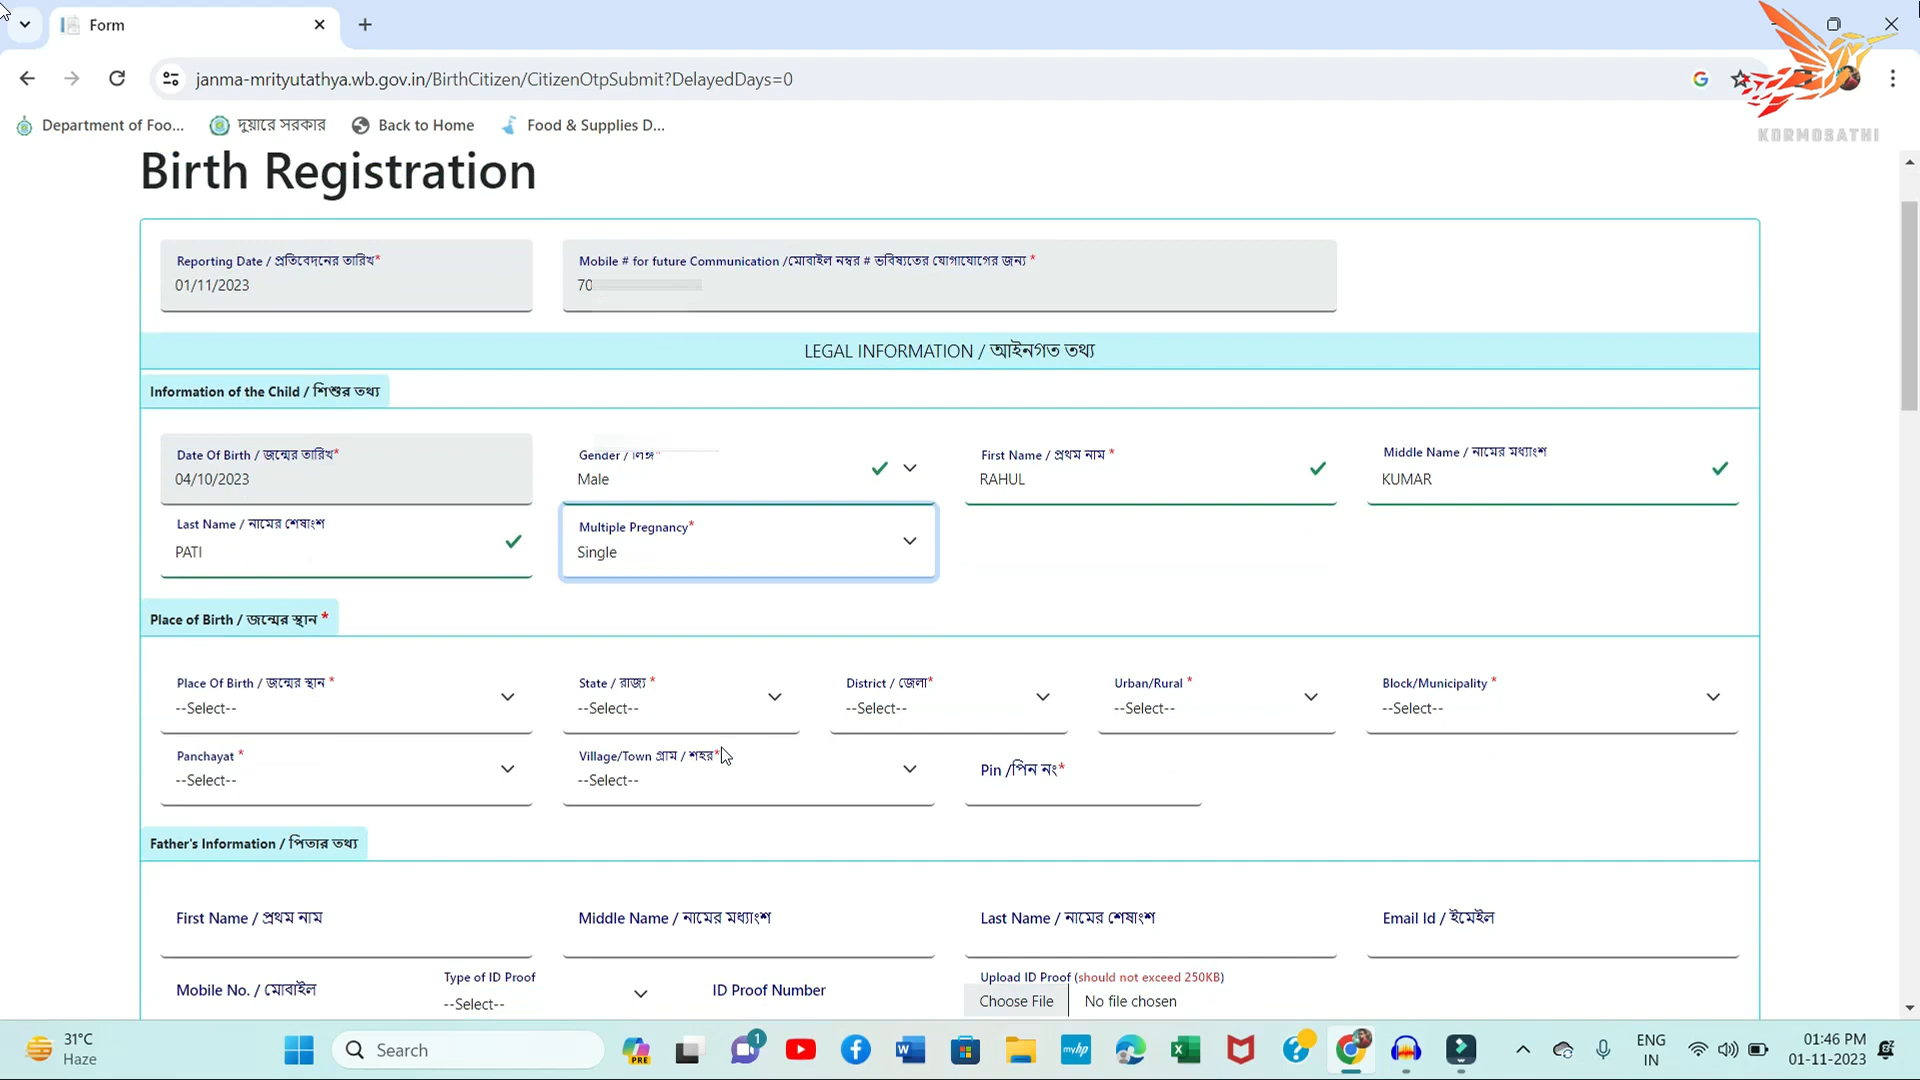 Form
janma-mrityutathya.wb.gov.in/BirthCitizen/CitizenOtpSubmit?DelayedDays=0
Department of Foo...
দুয়ারে সরকার
Back to Home
Food & Supplies D...
KORMOSATHI
Birth Registration
Reporting Date / প্রতিবেদনের তারিখ*
01/11/2023
Mobile # for future Communication /মোবাইল নম্বর # ভবিষ্যতের যোগাযোগের জন্য *
70
LEGAL INFORMATION / আইনগত তথ্য
Information of the Child / শিশুর তথ্য
Date Of Birth / জন্মের তারিখ*
04/10/2023
Gender / লিঙ্গ*
Male
First Name / প্রথম নাম *
RAHUL
Middle Name / নামের মধ্যাংশ
KUMAR
Last Name / নামের শেষাংশ
PATI
Multiple Pregnancy*
Single
Place of Birth / জন্মের স্থান *
Place Of Birth / জন্মের স্থান *
--Select--
State / রাজ্য *
--Select--
District / জেলা*
--Select--
Urban/Rural *
--Select--
Block/Municipality *
--Select--
Panchayat *
--Select--
Village/Town গ্রাম / শহর*
--Select--
Pin /পিন নং*
Father's Information / পিতার তথ্য
First Name / প্রথম নাম
Middle Name / নামের মধ্যাংশ
Last Name / নামের শেষাংশ
Email Id / ইমেইল
Mobile No. / মোবাইল
Type of ID Proof
--Select--
ID Proof Number
Upload ID Proof (should not exceed 250KB)
Choose File
No file chosen
31°C
Haze
Search
PRE
1
myhp
ENG
IN
01:46 PM
01-11-2023